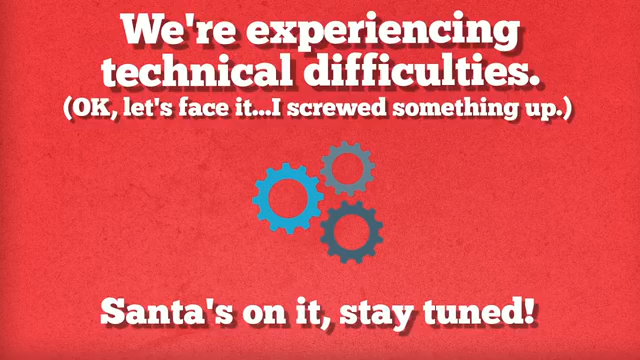 We're experiencing
technical difficulties.
(OK, let's face it...I screwed something up.)
Santa's on it, stay tuned!